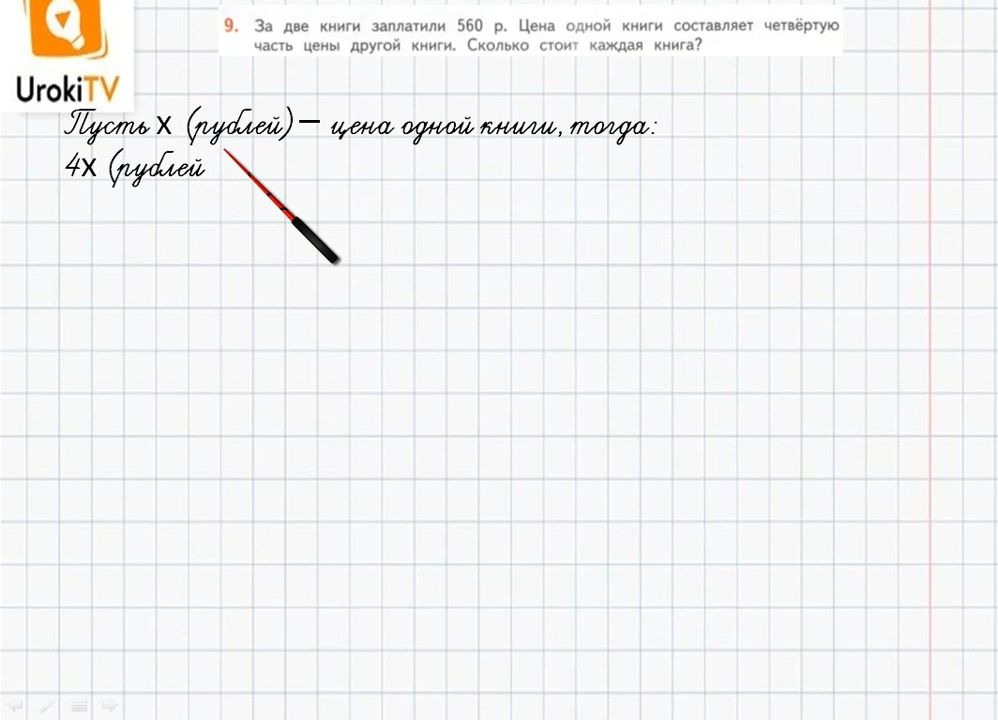 9. За две книги заплатили 560 р. Цена одной книги составляет четвёртую
часть цены другой книги. Сколько стоит каждая книга?
UrokiTV
Пусть x (рублей) – цена одной книги, тогда:
4x (рублей